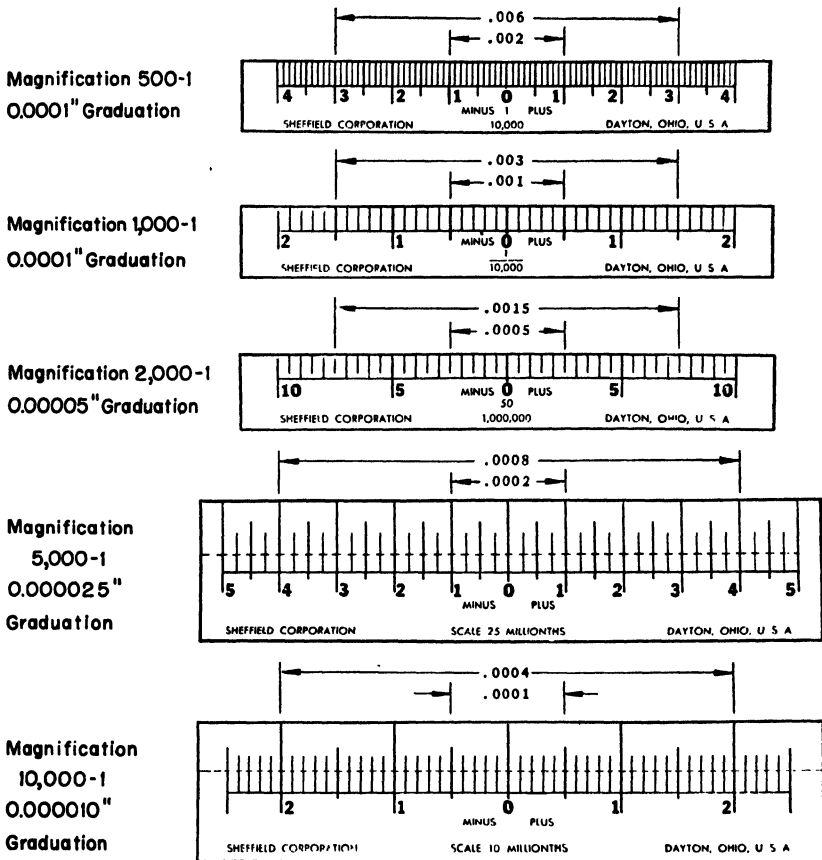 .006
.002
Magnification 500-1
0.0001" Graduation
4 3 2 1 0 1 2 3 4
MINUS 1 PLUS
10,000
SHEFFIELD CORPORATION DAYTON, OHIO, U S A
.003
.001
Magnification 1,000-1
0.0001" Graduation
2 1 MINUS 0 PLUS 1 2
1
10,000
SHEFFIELD CORPORATION DAYTON, OHIO, U S A
.0015
.0005
Magnification 2,000-1
0.00005" Graduation
10 5 MINUS 0 PLUS 5 10
50
1,000,000
SHEFFIELD CORPORATION DAYTON, OHIO, U S A
.0008
.0002
Magnification
5,000-1
0.000025"
Graduation
5 4 3 2 1 0 1 2 3 4 5
MINUS PLUS
SHEFFIELD CORPORATION SCALE 25 MILLIONTHS DAYTON, OHIO, U S A
.0004
.0001
Magnification
10,000-1
0.000010"
Graduation
2 1 0 1 2
MINUS PLUS
SHEFFIELD CORPORATION SCALE 10 MILLIONTHS DAYTON, OHIO, U S A